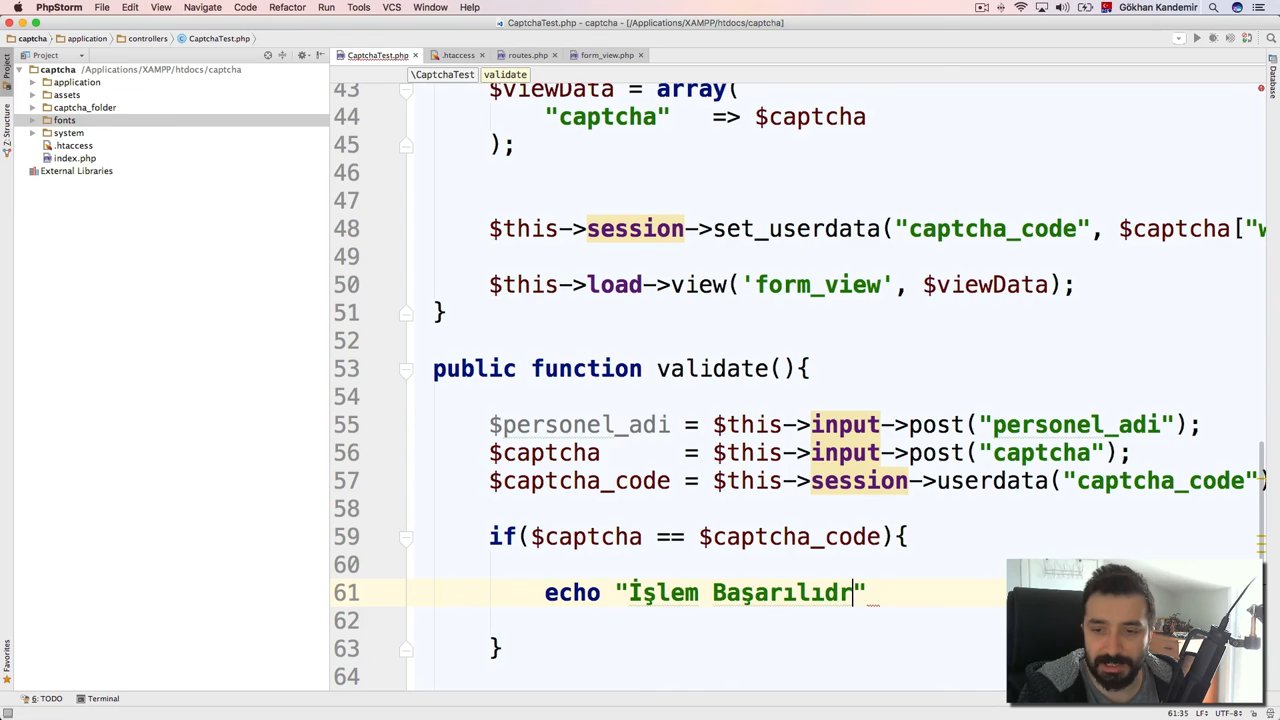 PhpStorm File Edit View Navigate Code Refactor Run Tools VCS Window Help Gökhan Kandemir
CaptchaTest.php - captcha - [/Applications/XAMPP/htdocs/captcha]
captcha application controllers CaptchaTest.php
Project
CaptchaTest.php .htaccess routes.php form_view.php
\CaptchaTest validate
1: Project
7: Structure
Favorites
Database
captcha /Applications/XAMPP/htdocs/captcha
application
assets
captcha_folder
fonts
system
.htaccess
index.php
External Libraries
43 $viewData = array(
44 "captcha" => $captcha
45 );
46
47
48 $this->session->set_userdata("captcha_code", $captcha["w
49
50 $this->load->view('form_view', $viewData);
51 }
52
53 public function validate(){
54
55 $personel_adi = $this->input->post("personel_adi");
56 $captcha = $this->input->post("captcha");
57 $captcha_code = $this->session->userdata("captcha_code")
58
59 if($captcha == $captcha_code){
60
61 echo "İşlem Başarılıdr"
62
63 }
64
6: TODO Terminal
61:35 LF UTF-8